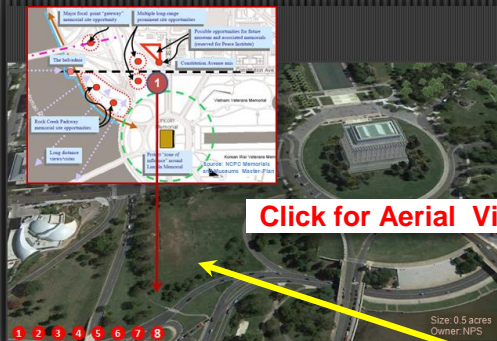 Major focal point "gateway"
memorial site opportunity
Multiple long-range
prominent site opportunities
Possible opportunities for future
museum and associated memorials
(reserved for Peace Institute)
The belvedere
Constitution Avenue axis
1
Vietnam Veterans Memorial
Rock Creek Parkway
memorial site opportunities
Memorial
Long distance
views/vistas
Korean War Veterans Mem
Source: NCPC Memorials
and Museums Master Plan
Click for Aerial Vi
Size: 0.5 acres
Owner: NPS
1 2 3 4 5 6 7 8